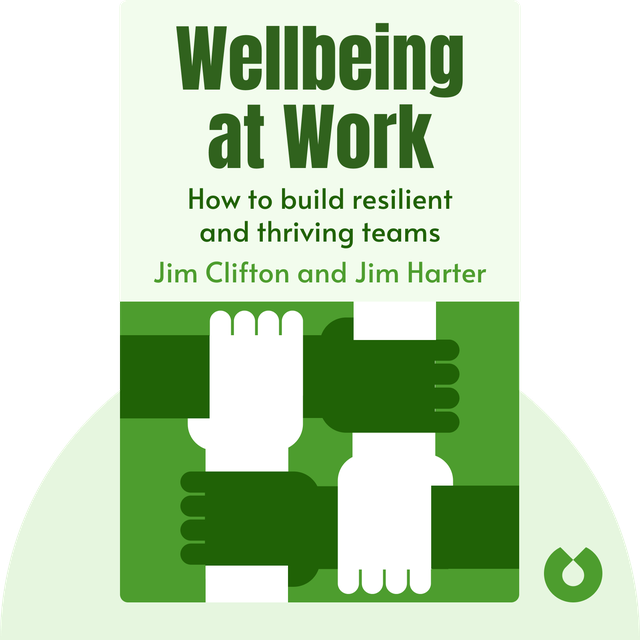 Wellbeing
at Work
How to build resilient
and thriving teams
Jim Clifton and Jim Harter